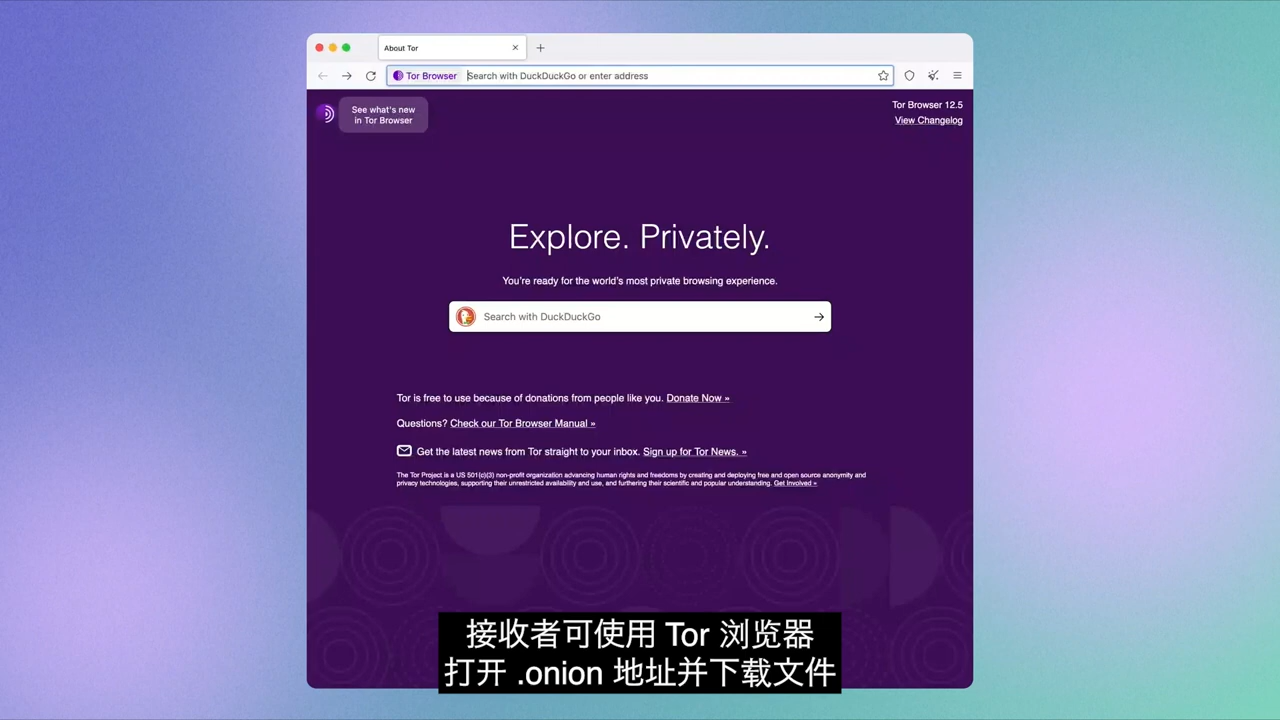 About Tor
Tor Browser
Search with DuckDuckGo or enter address
See what's new
in Tor Browser
Tor Browser 12.5
View Changelog
Explore. Privately.
You're ready for the world's most private browsing experience.
Search with DuckDuckGo
Tor is free to use because of donations from people like you. Donate Now »
Questions? Check our Tor Browser Manual »
Get the latest news from Tor straight to your inbox. Sign up for Tor News. »
The Tor Project is a US 501(c)(3) non-profit organization advancing human rights and freedoms by creating and deploying free and open source anonymity and
privacy technologies, supporting their unrestricted availability and use, and furthering their scientific and popular understanding. Get Involved »
接收者可使用 Tor 浏览器
打开 .onion 地址并下载文件